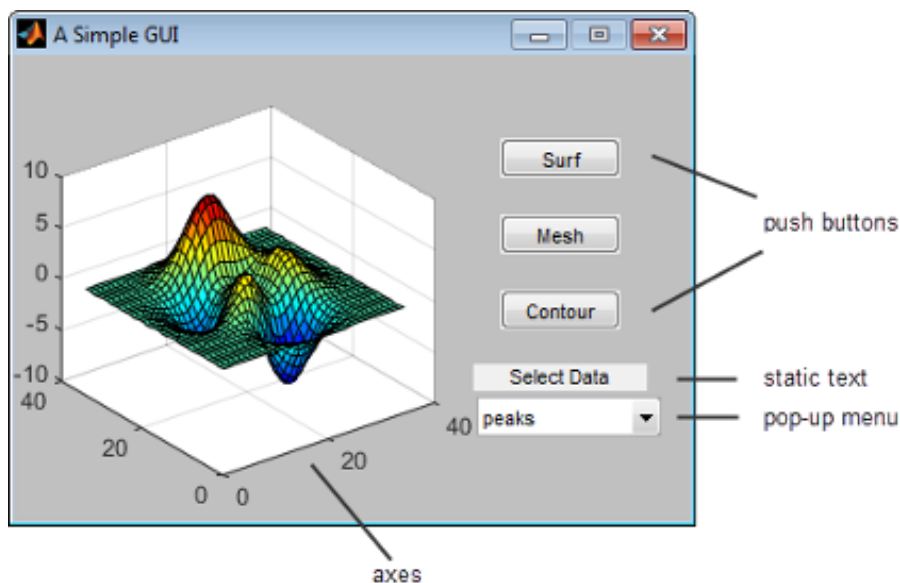 A Simple GUI
Surf
push buttons
Mesh
Contour
Select Data
static text
peaks
pop-up menu
10
5
0
-5
-10
40
20
0
0
20
40
axes